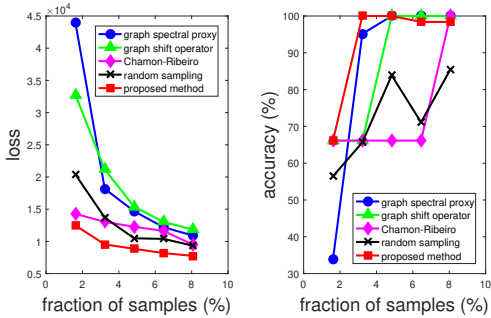 ×10⁴
4.5
4
3.5
3
2.5
2
1.5
1
0.5
0 2 4 6 8 10
loss
fraction of samples (%)
graph spectral proxy
graph shift operator
Chamon-Ribeiro
random sampling
proposed method
100
90
80
70
60
50
40
30
0 2 4 6 8 10
accuracy (%)
fraction of samples (%)
graph spectral proxy
graph shift operator
Chamon-Ribeiro
random sampling
proposed method